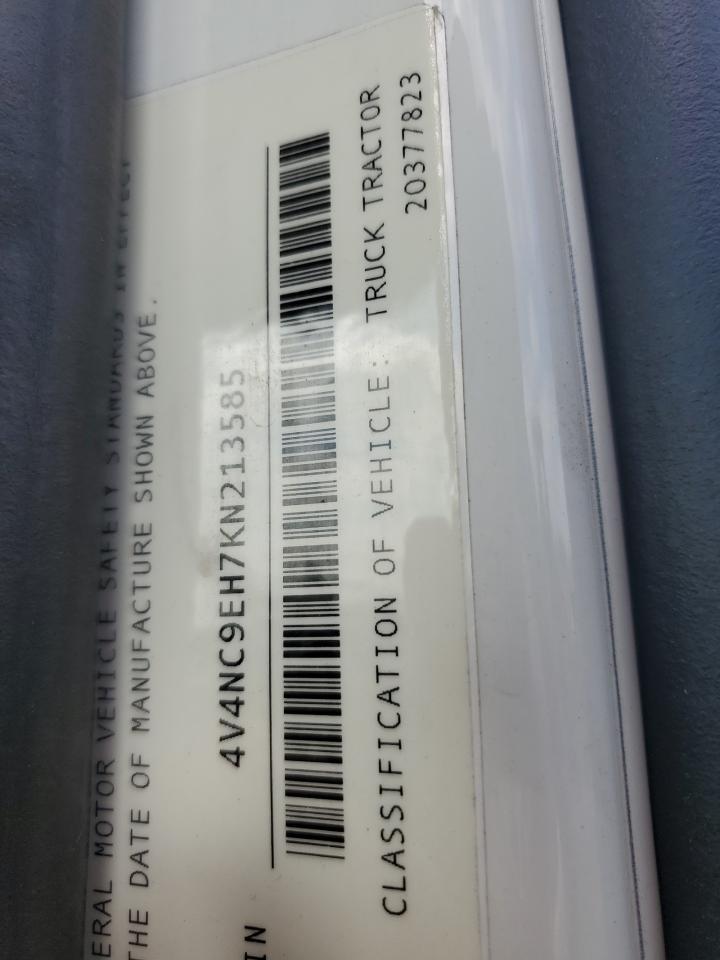 ERAL MOTOR VEHICLE SAFETY STANDARDS IN EFFECT
THE DATE OF MANUFACTURE SHOWN ABOVE.
IN
4V4NC9EH7KN213585
CLASSIFICATION OF VEHICLE: TRUCK TRACTOR
20377823